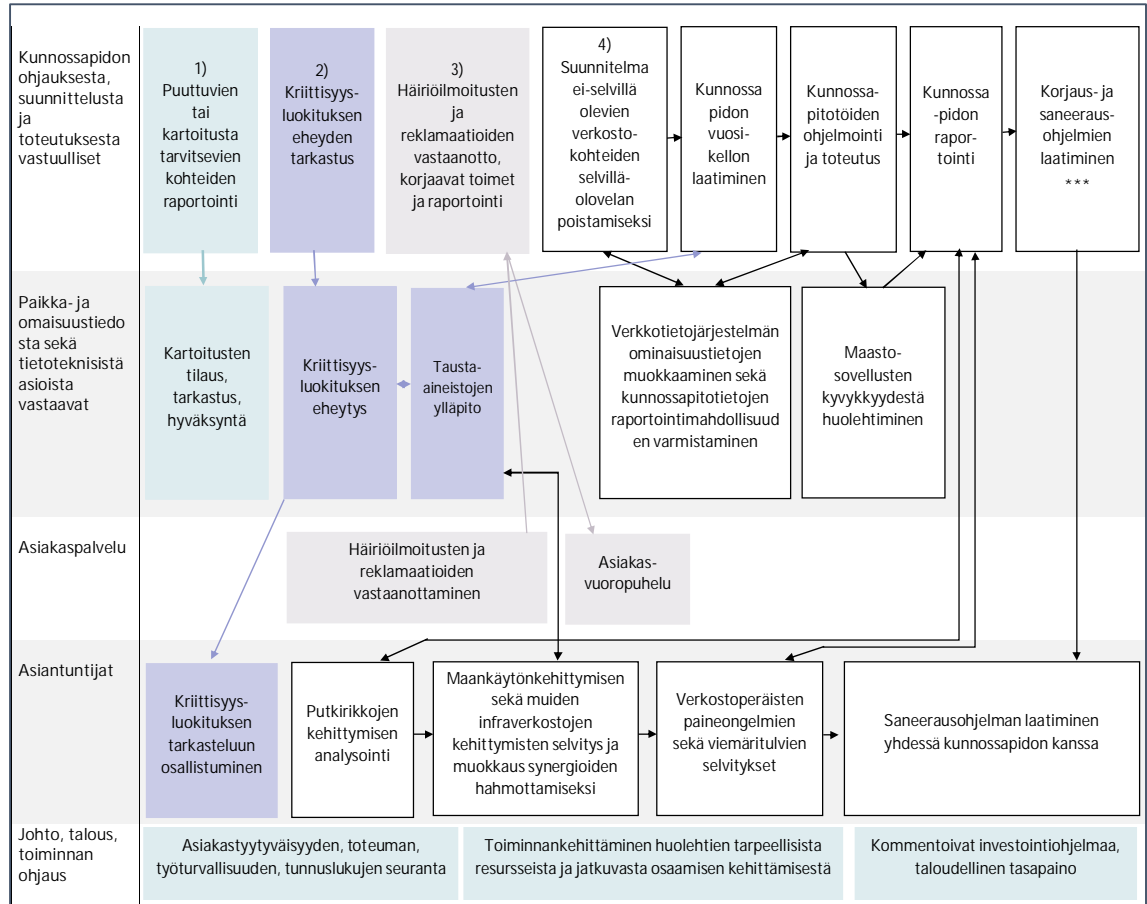 Kunnossapidon
ohjauksesta,
suunnittelusta
ja
toteutuksesta
vastuulliset
1)
Puuttuvien
tai
kartoitusta
tarvitsevien
kohteiden
raportointi
2)
Kriittisyys-
luokituksen
eheyden
tarkastus
3)
Häiriöilmoitusten
ja
reklamaatioiden
vastaanotto,
korjaavat toimet
ja raportointi
4)
Suunnitelma
ei-selvillä
olevien
verkosto-
kohteiden
selvillä-
olovelan
poistamiseksi
Kunnossa
pidon
vuosi-
kellon
laatiminen
Kunnossa-
pitotöiden
ohjelmointi
ja toteutus
Kunnossa
-pidon
rapor-
tointi
Korjaus- ja
saneeraus-
ohjelmien
laatiminen
***
Paikka- ja
omaisuustiedo
sta sekä
tietoteknisistä
asioista
vastaavat
Kartoitusten
tilaus,
tarkastus,
hyväksyntä
Kriittisyys-
luokituksen
eheytys
Tausta-
aineistojen
ylläpito
Verkkotietojärjestelmän
ominaisuustietojen
muokkaaminen sekä
kunnossapitotietojen
raportointimahdollisuud
en varmistaminen
Maasto-
sovellusten
kyvykkyydestä
huolehtiminen
Asiakaspalvelu
Häiriöilmoitusten ja
reklamaatioiden
vastaanottaminen
Asiakas-
vuoropuhelu
Asiantuntijat
Kriittisyys-
luokituksen
tarkasteluun
osallistuminen
Putkirikkojen
kehittymisen
analysointi
Maankäytönkehittymisen
sekä muiden
infraverkostojen
kehittymisten selvitys ja
muokkaus synergioiden
hahmottamiseksi
Verkostoperäisten
paineongelmien
sekä viemäritulvien
selvitykset
Saneerausohjelman laatiminen
yhdessä kunnossapidon kanssa
Johto, talous,
toiminnan
ohjaus
Asiakastyytyväisyyden, toteuman,
työturvallisuuden, tunnuslukujen seuranta
Toiminnankehittäminen huolehtien tarpeellisista
resursseista ja jatkuvasta osaamisen kehittämisestä
Kommentoivat investointiohjelmaa,
taloudellinen tasapaino